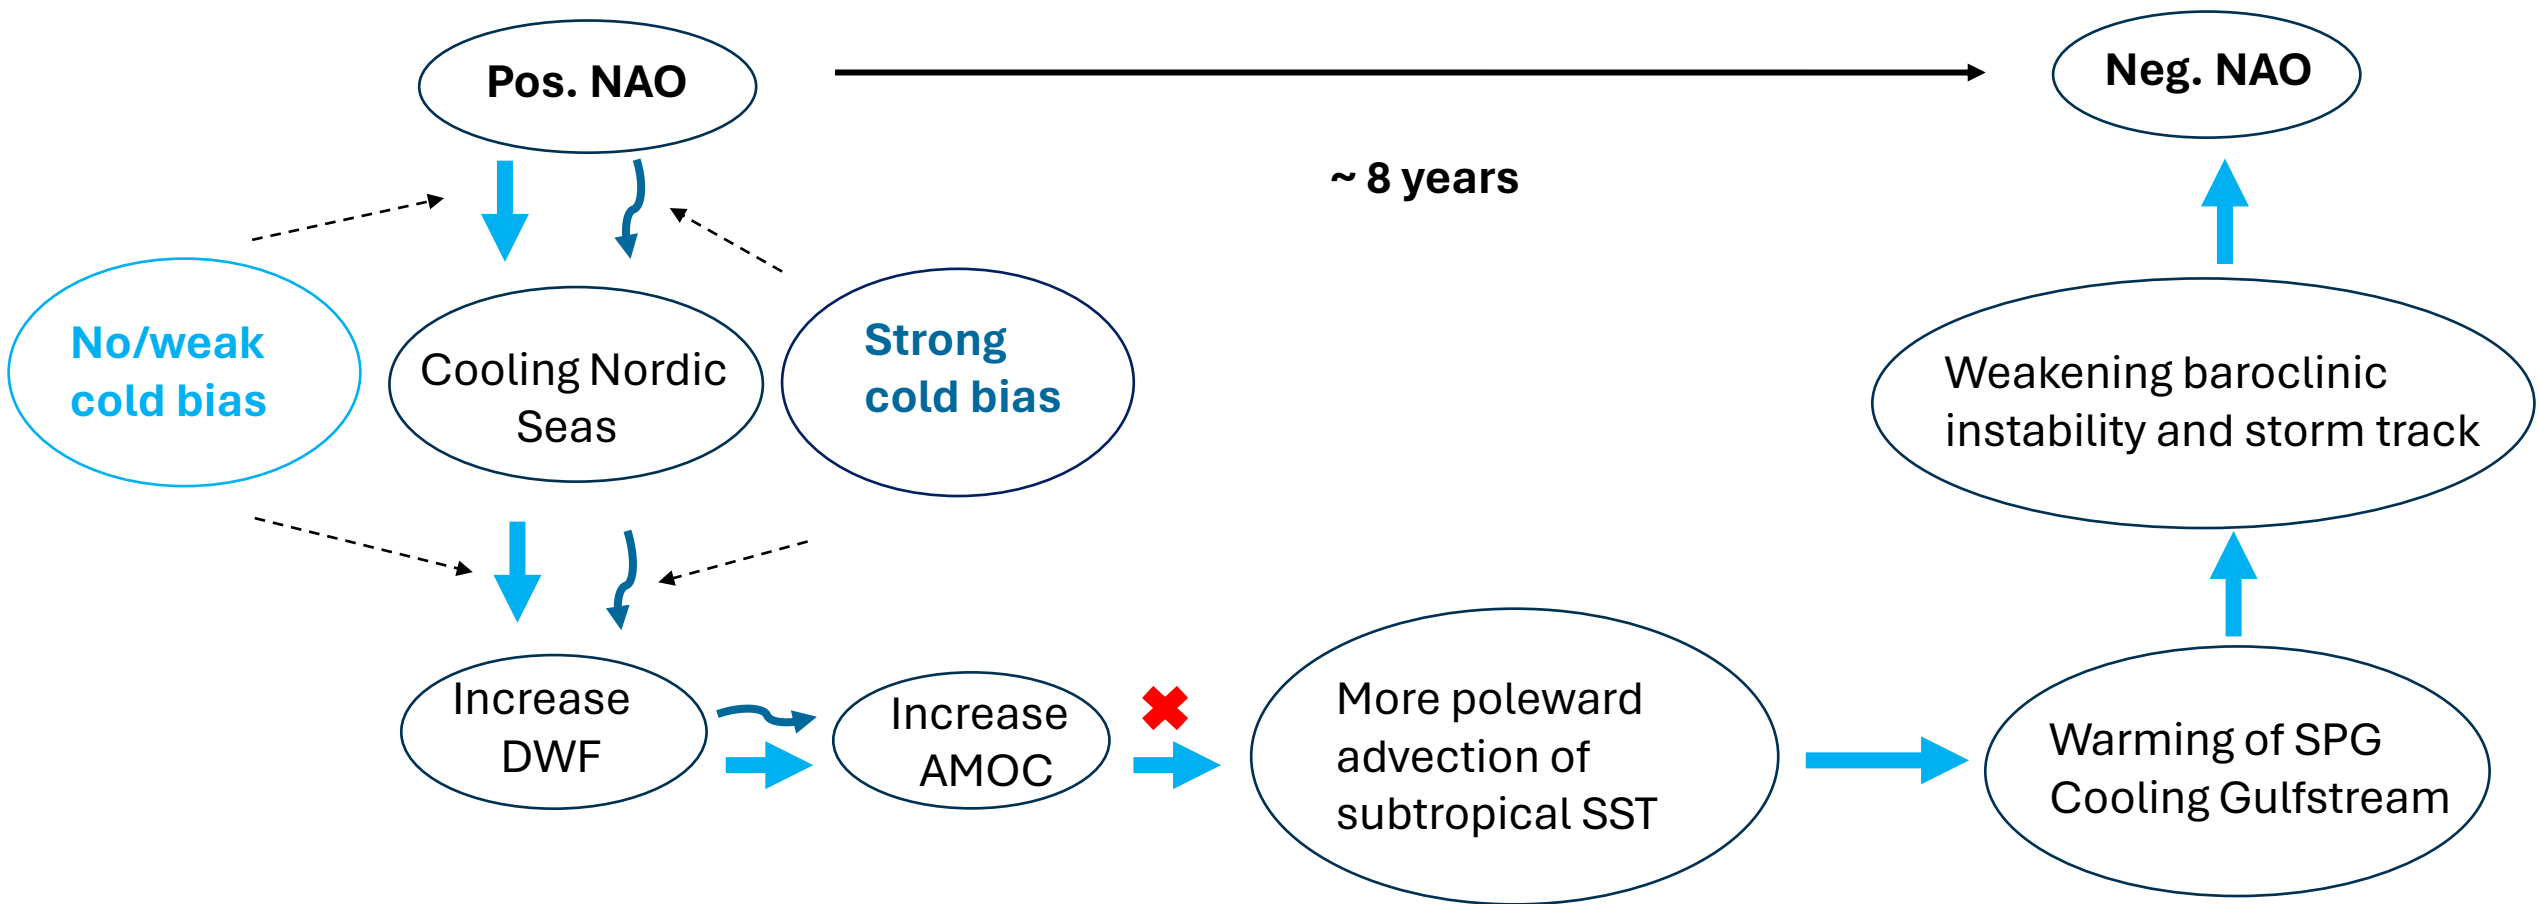 Pos. NAO
Neg. NAO
~ 8 years
No/weak
cold bias
Cooling Nordic
Seas
Strong
cold bias
Weakening baroclinic
instability and storm track
Increase
DWF
Increase
AMOC
More poleward
advection of
subtropical SST
Warming of SPG
Cooling Gulfstream